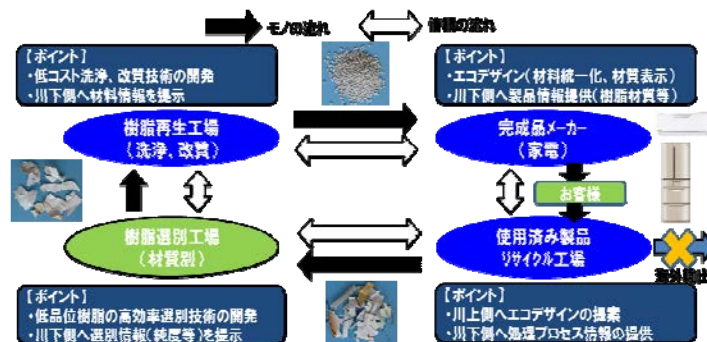 モノの流れ
情報の流れ
【ポイント】
・低コスト洗浄、改質技術の開発
・川下側へ材料情報を提示
【ポイント】
・エコデザイン(材料統一化、材質表示)
・川下側へ製品情報提供(樹脂材質等)
樹脂再生工場
(洗浄、改質)
完成品メーカー
(家電)
お客様
樹脂選別工場
(材質別)
使用済み製品
リサイクル工場
【ポイント】
・低品位樹脂の高効率選別技術の開発
・川下側へ選別情報(純度等)を提示
【ポイント】
・川上側へエコデザインの提案
・川下側へ処理プロセス情報の提供